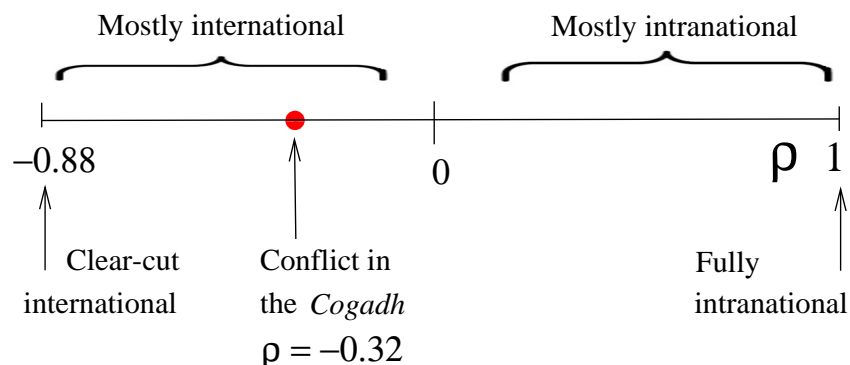 Mostly international
Mostly intranational
−0.88
0
ρ 1
Clear-cut
international
Conflict in
the Cogadh
ρ = −0.32
Fully
intranational